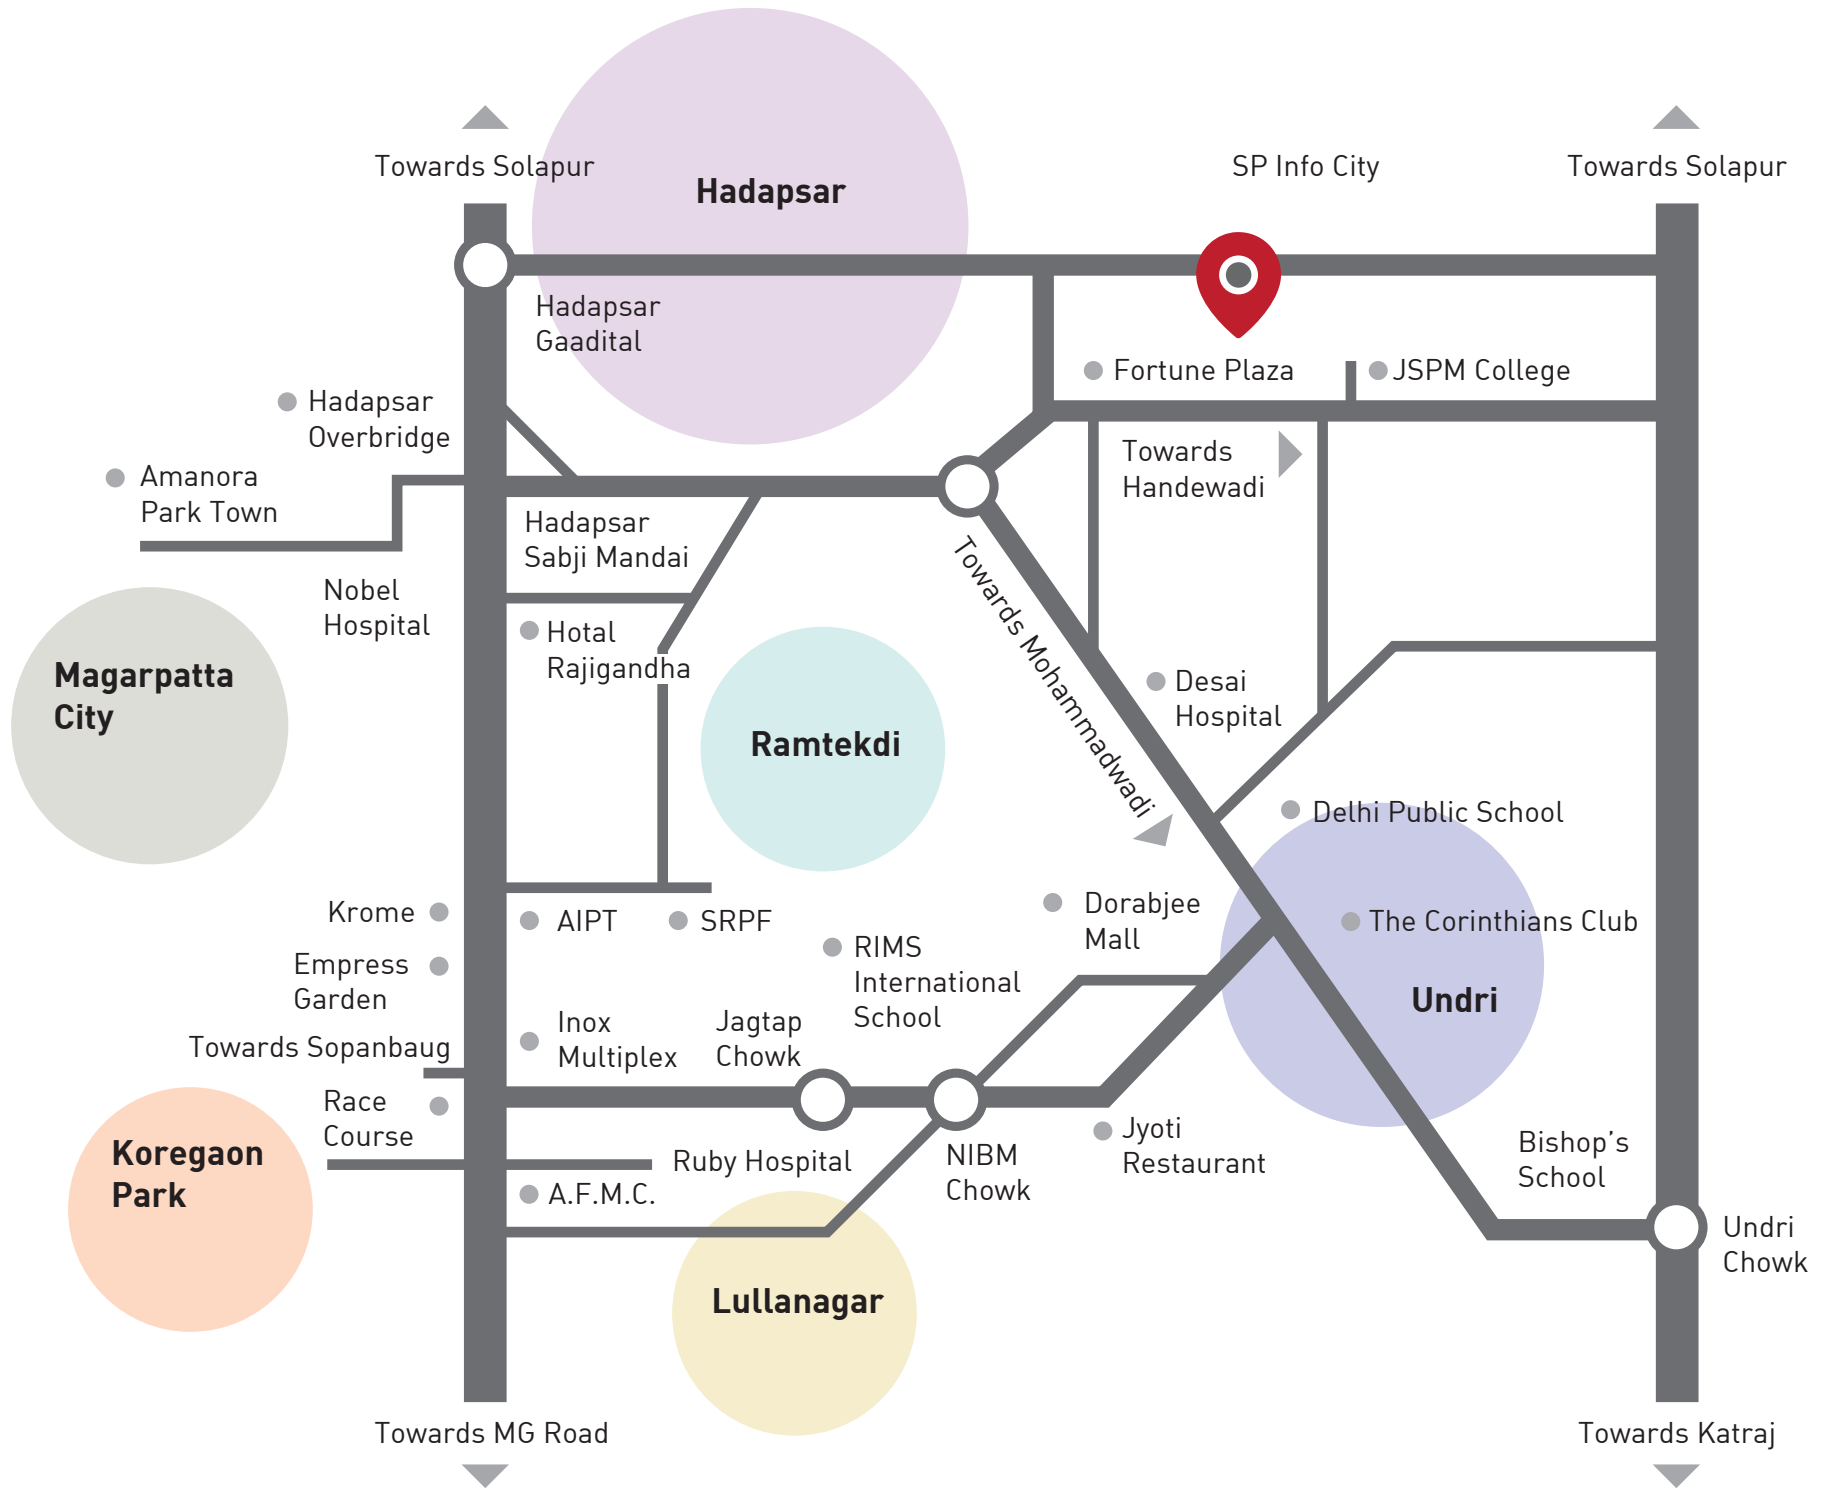 Towards Solapur
Hadapsar
SP Info City
Towards Solapur
Hadapsar
Gaadital
Fortune Plaza
JSPM College
Hadapsar
Overbridge
Towards
Handewadi
Amanora
Park Town
Hadapsar
Sabji Mandai
Nobel
Hospital
Hotal
Rajigandha
Towards Mohammadwadi
Magarpatta
City
Desai
Hospital
Ramtekdi
Delhi Public School
Krome
AIPT
SRPF
Dorabjee
Mall
The Corinthians Club
RIMS
International
School
Empress
Garden
Undri
Inox
Multiplex
Jagtap
Chowk
Towards Sopanbaug
Race
Course
Jyoti
Restaurant
Koregaon
Park
Ruby Hospital
NIBM
Chowk
Bishop's
School
A.F.M.C.
Undri
Chowk
Lullanagar
Towards MG Road
Towards Katraj